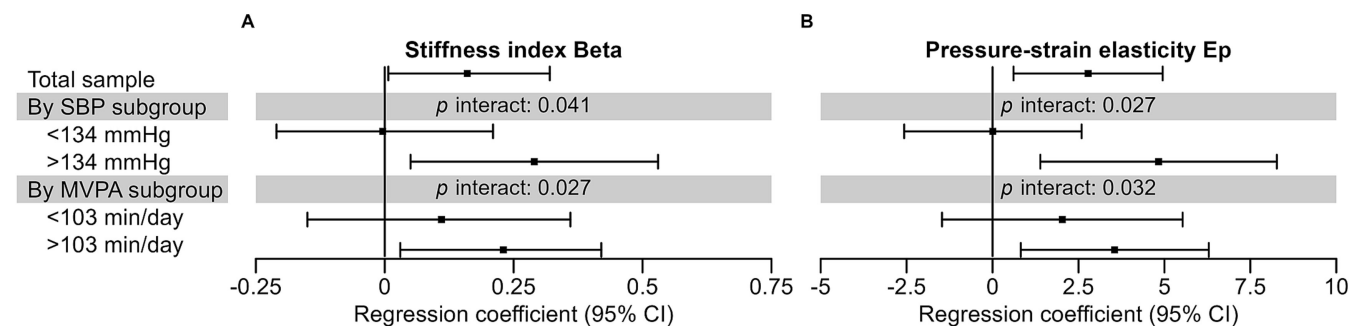 A
B
Stiffness index Beta
Pressure-strain elasticity Ep
Total sample
By SBP subgroup
p interact: 0.041
p interact: 0.027
<134 mmHg
>134 mmHg
By MVPA subgroup
p interact: 0.027
p interact: 0.032
<103 min/day
>103 min/day
-0.25 0 0.25 0.5 0.75
-5 -2.5 0 2.5 5 7.5 10
Regression coefficient (95% CI)
Regression coefficient (95% CI)